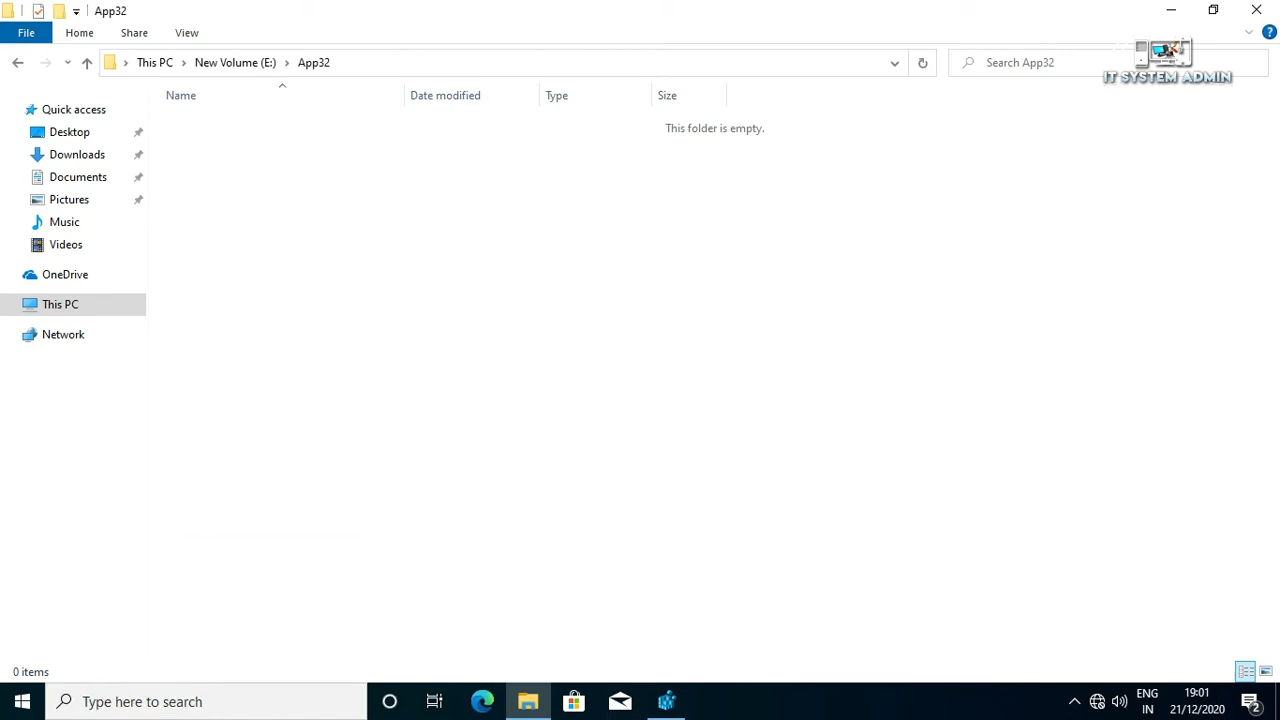 App32
File Home Share View
This PC New Volume (E:) App32
Search App32
IT SYSTEM ADMIN
Name Date modified Type Size
This folder is empty.
Quick access
Desktop
Downloads
Documents
Pictures
Music
Videos
OneDrive
This PC
Network
0 items
Type here to search
ENG
IN
19:01
21/12/2020
2